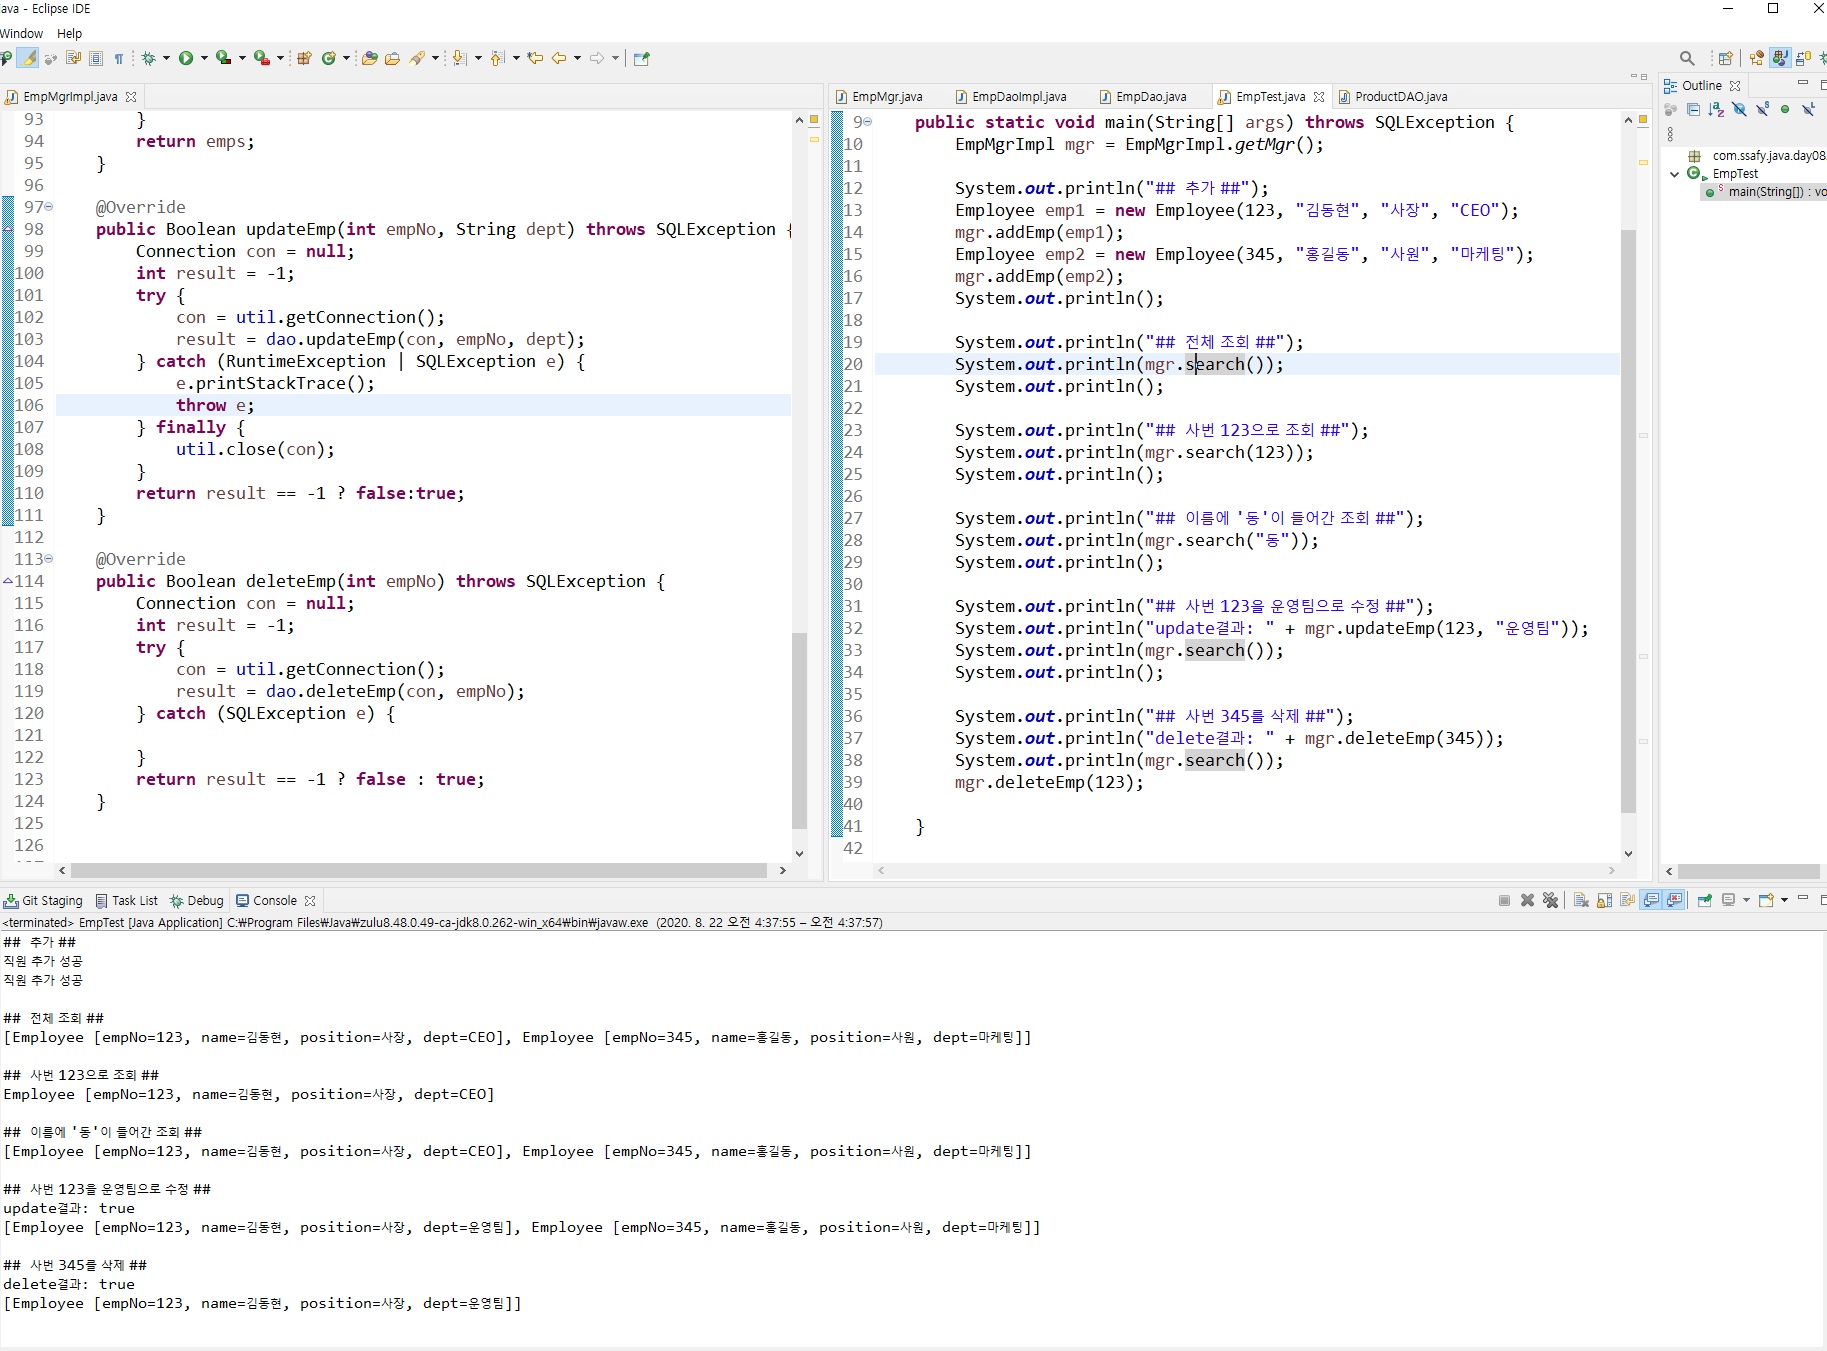 ava - Eclipse IDE
Window Help
EmpMgrImpl.java
93 }
94 return emps;
95 }
96
97 @Override
98 public Boolean updateEmp(int empNo, String dept) throws SQLException {
99 Connection con = null;
100 int result = -1;
101 try {
102 con = util.getConnection();
103 result = dao.updateEmp(con, empNo, dept);
104 } catch (RuntimeException | SQLException e) {
105 e.printStackTrace();
106 throw e;
107 } finally {
108 util.close(con);
109 }
110 return result == -1 ? false:true;
111 }
112
113 @Override
114 public Boolean deleteEmp(int empNo) throws SQLException {
115 Connection con = null;
116 int result = -1;
117 try {
118 con = util.getConnection();
119 result = dao.deleteEmp(con, empNo);
120 } catch (SQLException e) {
121
122 }
123 return result == -1 ? false : true;
124 }
125
126
EmpMgr.java EmpDaoImpl.java EmpDao.java EmpTest.java ProductDAO.java
9 public static void main(String[] args) throws SQLException {
10 EmpMgrImpl mgr = EmpMgrImpl.getMgr();
11
12 System.out.println("## 추가 ##");
13 Employee emp1 = new Employee(123, "김동현", "사장", "CEO");
14 mgr.addEmp(emp1);
15 Employee emp2 = new Employee(345, "홍길동", "사원", "마케팅");
16 mgr.addEmp(emp2);
17 System.out.println();
18
19 System.out.println("## 전체 조회 ##");
20 System.out.println(mgr.search());
21 System.out.println();
22
23 System.out.println("## 사번 123으로 조회 ##");
24 System.out.println(mgr.search(123));
25 System.out.println();
26
27 System.out.println("## 이름에 '동'이 들어간 조회 ##");
28 System.out.println(mgr.search("동"));
29 System.out.println();
30
31 System.out.println("## 사번 123을 운영팀으로 수정 ##");
32 System.out.println("update결과: " + mgr.updateEmp(123, "운영팀"));
33 System.out.println(mgr.search());
34 System.out.println();
35
36 System.out.println("## 사번 345를 삭제 ##");
37 System.out.println("delete결과: " + mgr.deleteEmp(345));
38 System.out.println(mgr.search());
39 mgr.deleteEmp(123);
40
41 }
42
Outline
com.ssafy.java.day08
EmpTest
main(String[]) : vo
Git Staging Task List Debug Console
<terminated> EmpTest [Java Application] C:₩Program Files₩Java₩zulu8.48.0.49-ca-jdk8.0.262-win_x64₩bin₩javaw.exe (2020. 8. 22 오전 4:37:55 – 오전 4:37:57)
## 추가 ##
직원 추가 성공
직원 추가 성공
## 전체 조회 ##
[Employee [empNo=123, name=김동현, position=사장, dept=CEO], Employee [empNo=345, name=홍길동, position=사원, dept=마케팅]]
## 사번 123으로 조회 ##
Employee [empNo=123, name=김동현, position=사장, dept=CEO]
## 이름에 '동'이 들어간 조회 ##
[Employee [empNo=123, name=김동현, position=사장, dept=CEO], Employee [empNo=345, name=홍길동, position=사원, dept=마케팅]]
## 사번 123을 운영팀으로 수정 ##
update결과: true
[Employee [empNo=123, name=김동현, position=사장, dept=운영팀], Employee [empNo=345, name=홍길동, position=사원, dept=마케팅]]
## 사번 345를 삭제 ##
delete결과: true
[Employee [empNo=123, name=김동현, position=사장, dept=운영팀]]